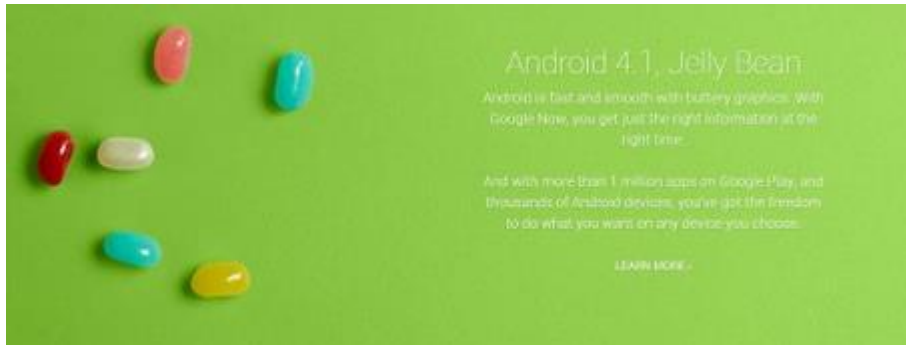 Android 4.1, Jelly Bean
Android is fast and smooth with buttery graphics. With
Google Now, you get just the right information at the
right time.
And with more than 1 million apps on Google Play, and
thousands of Android devices, you've got the freedom
to do what you want on any device you choose.
LEARN MORE ›